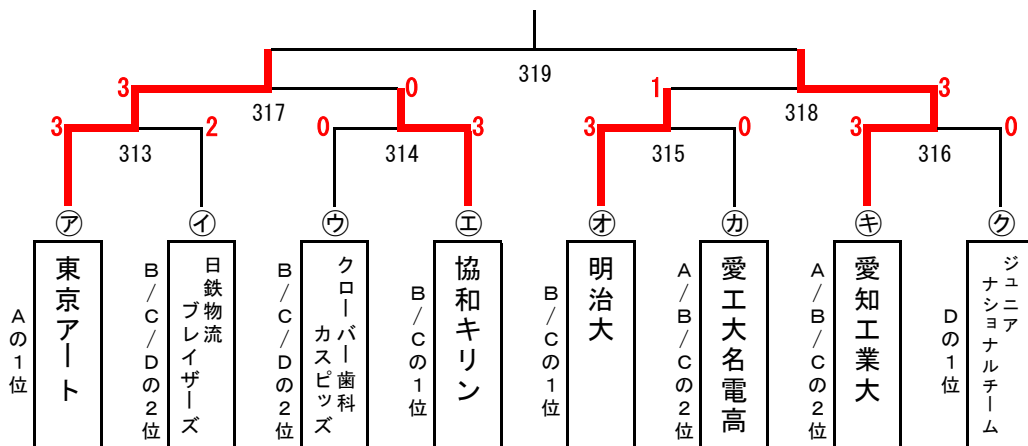 319
3
0
1
3
317
318
3
2
0
3
3
0
3
0
313
314
315
316
㋐
㋑
㋒
㋓
㋔
㋕
㋖
㋗
東京アート
Aの1位
日鉄物流
ブレイザーズ
B/C/Dの2位
クローバー歯科
カスピッズ
B/C/Dの2位
協和キリン
B/Cの1位
明治大
B/Cの1位
愛工大名電高
A/B/Cの2位
愛知工業大
A/B/Cの2位
ジュニア
ナショナルチーム
Dの1位